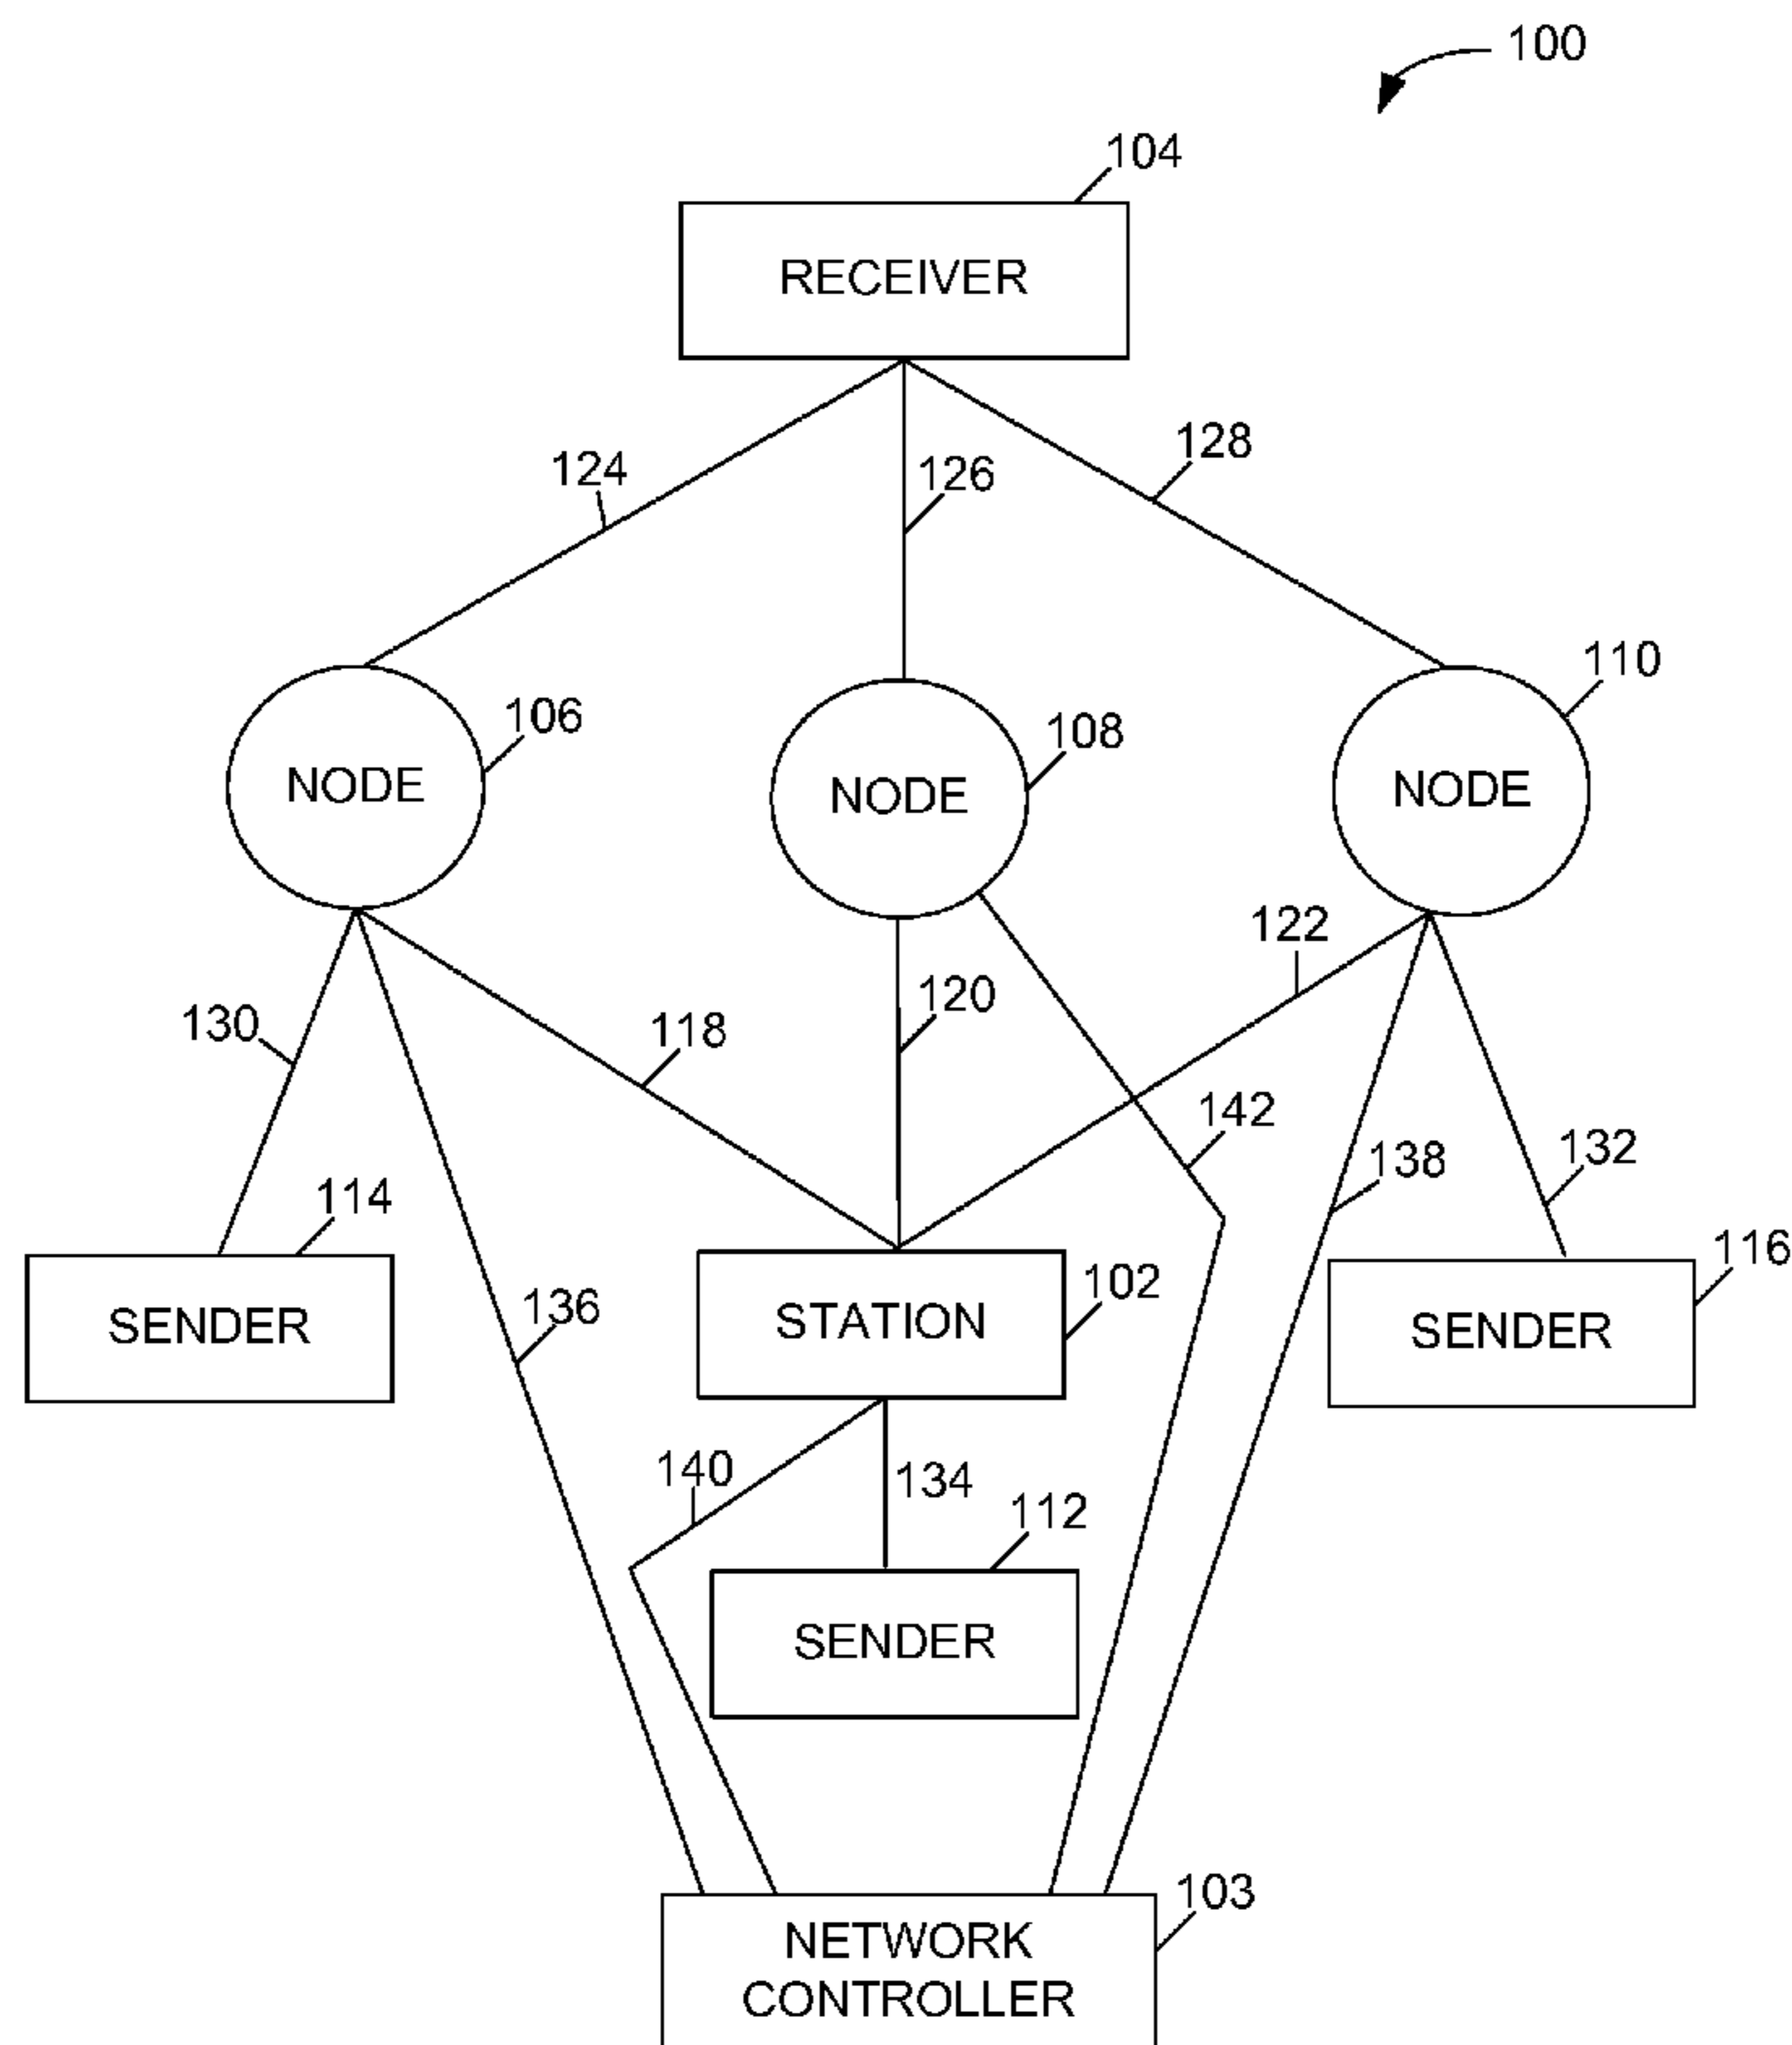 100
104
RECEIVER
124
126
128
110
106
108
NODE
NODE
NODE
122
120
130
118
142
138
132
114
116
102
136
SENDER
STATION
SENDER
140
134
112
SENDER
103
NETWORK
CONTROLLER